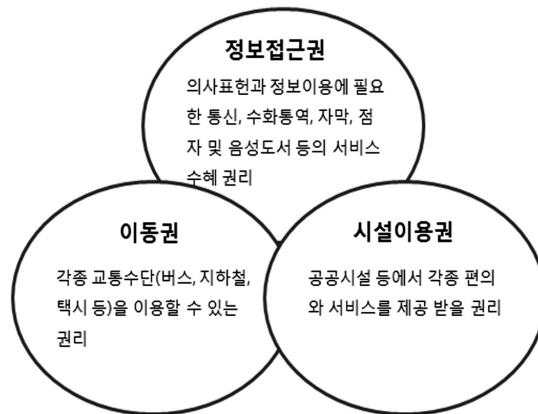 정보접근권
의사표헌과 정보이용에 필요
한 통신, 수화통역, 자막, 점
자 및 음성도서 등의 서비스
수혜 권리
이동권
각종 교통수단(버스, 지하철,
택시 등)을 이용할 수 있는
권리
시설이용권
공공시설 등에서 각종 편의
와 서비스를 제공 받을 권리